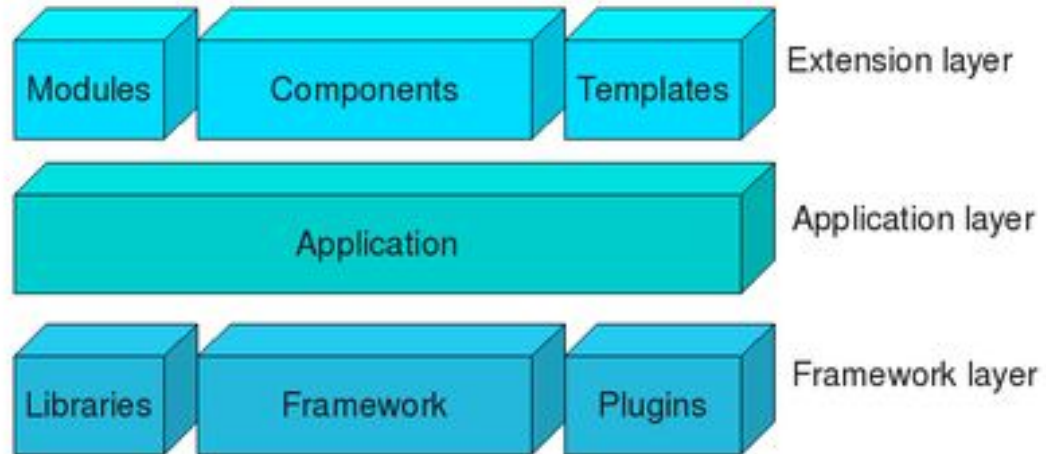 Modules
Components
Templates
Extension layer
Application
Application layer
Libraries
Framework
Plugins
Framework layer